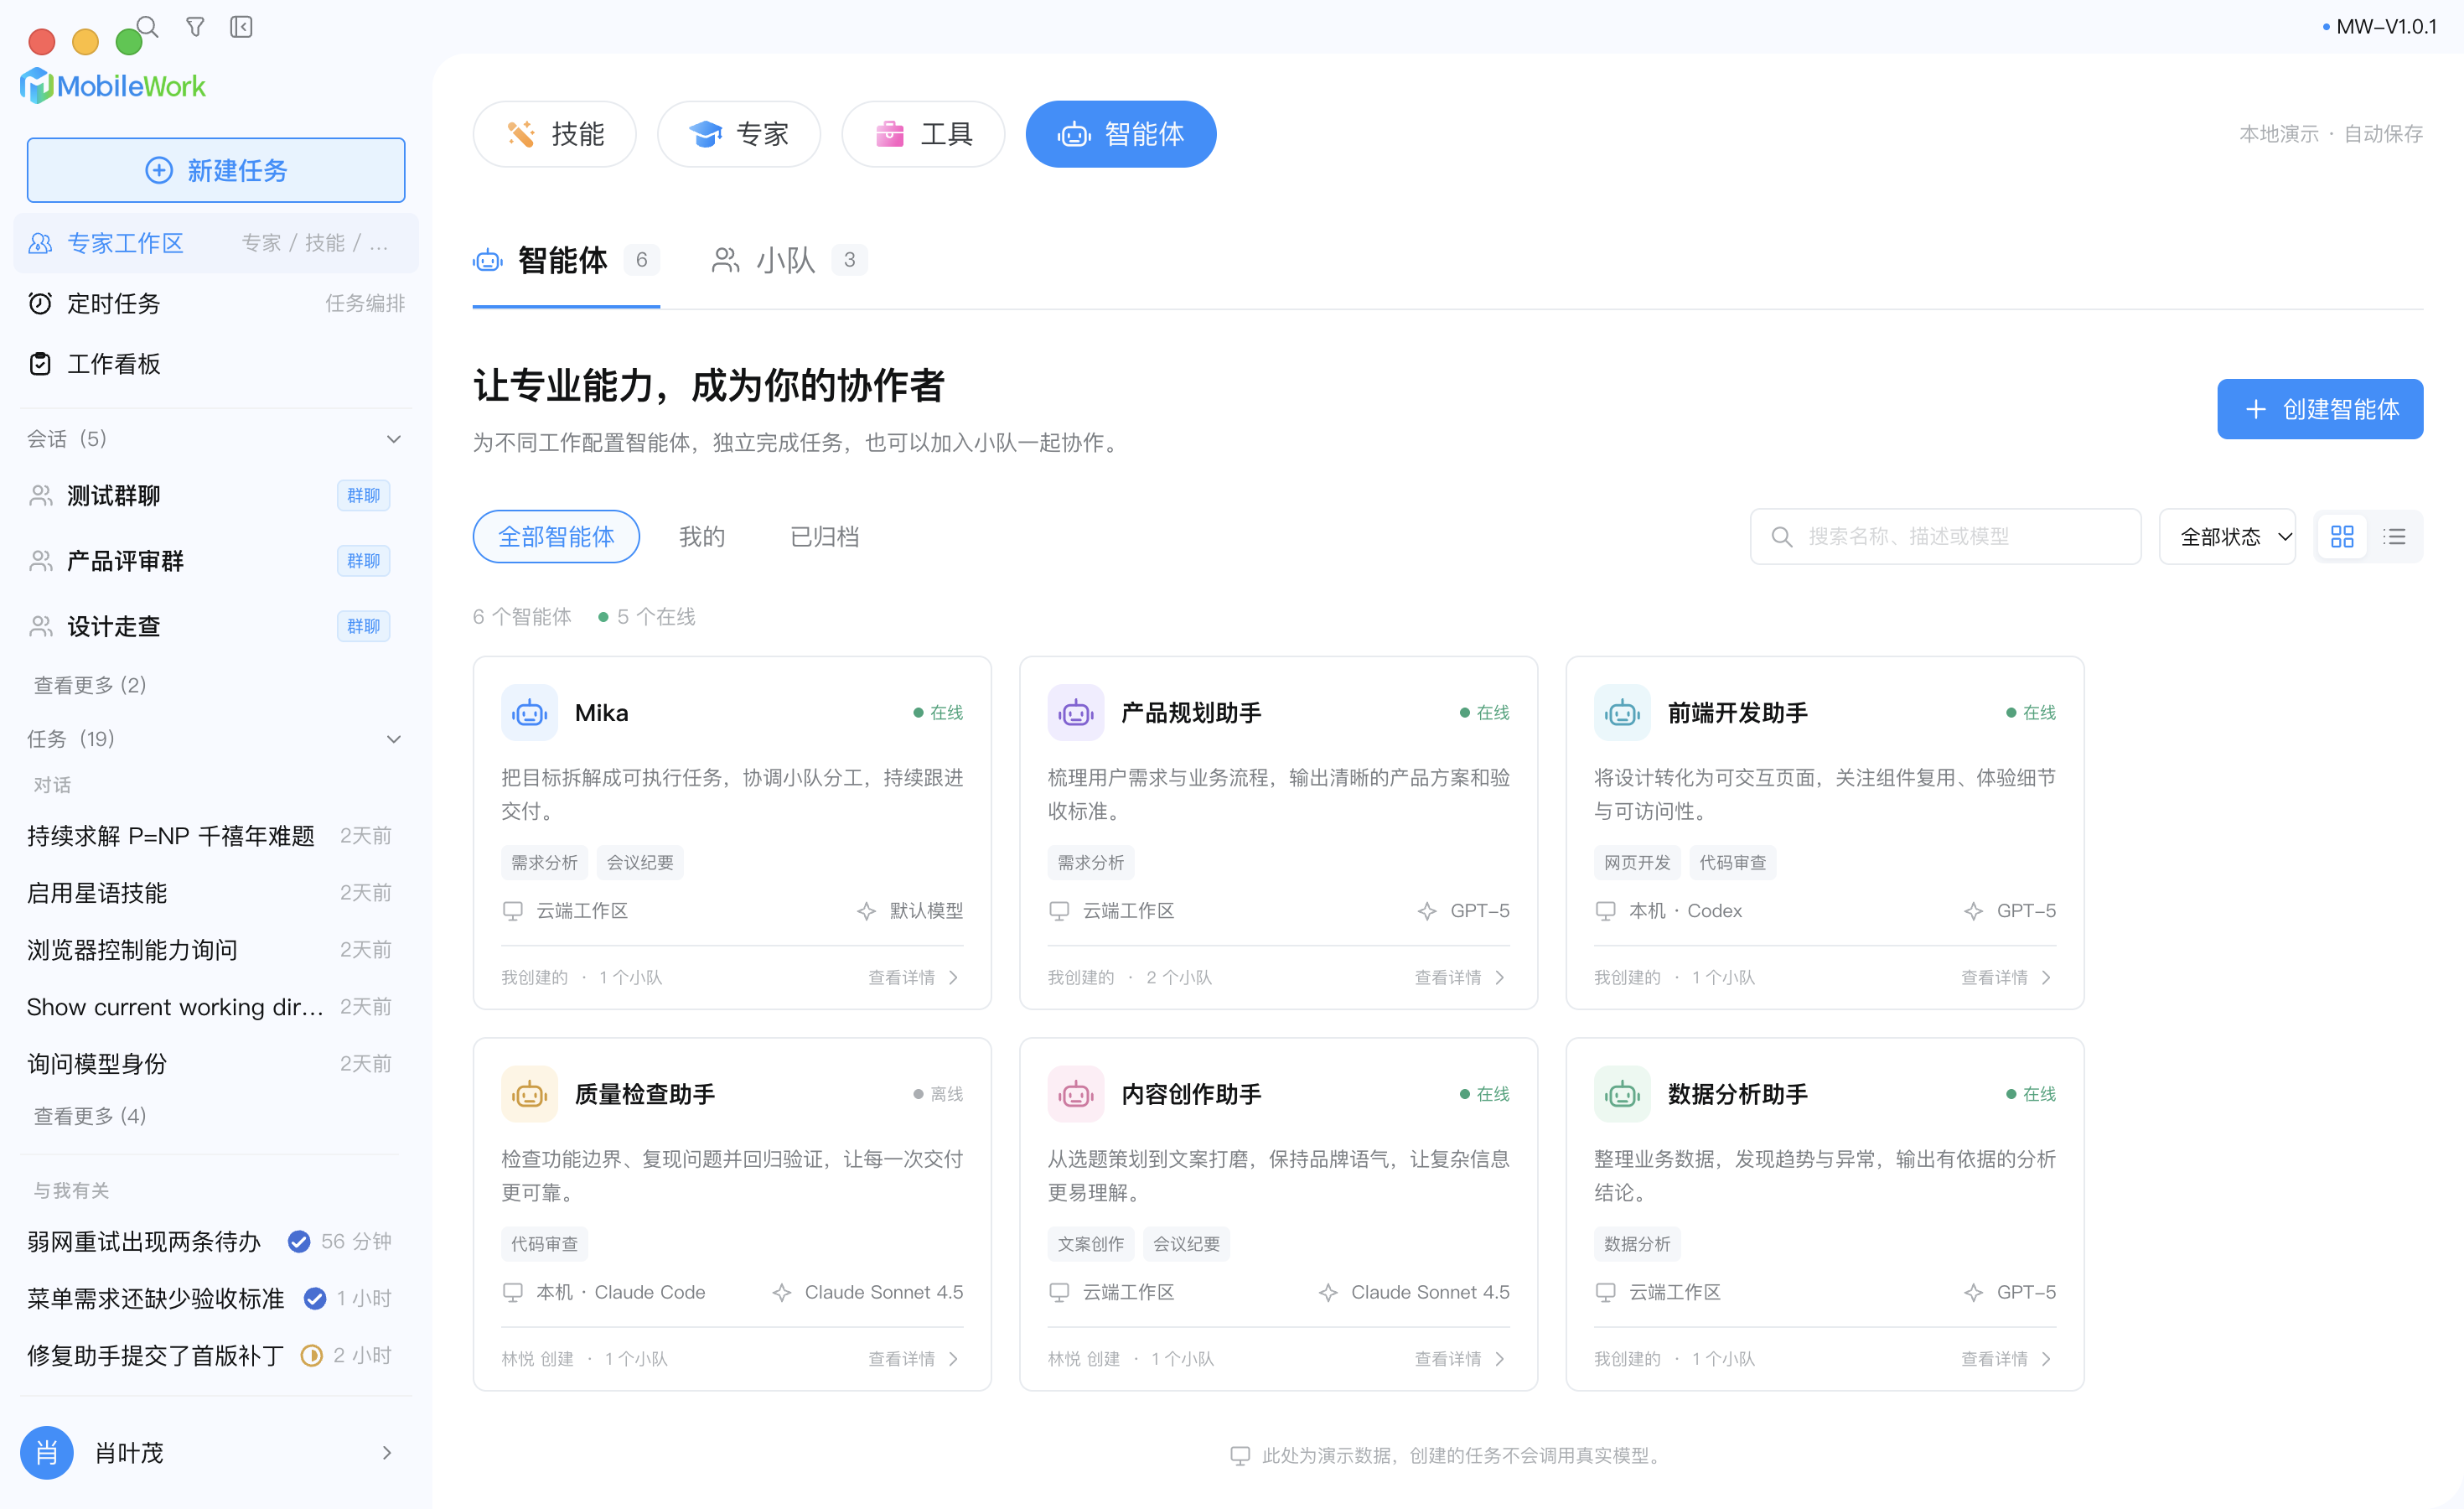 MW-V1.0.1
MobileWork
新建任务
专家工作区 专家 / 技能 / ...
定时任务 任务编排
工作看板
会话 (5)
测试群聊 群聊
产品评审群 群聊
设计走查 群聊
查看更多 (2)
任务 (19)
对话
持续求解 P=NP 千禧年难题 2天前
启用星语技能 2天前
浏览器控制能力询问 2天前
Show current working dir... 2天前
询问模型身份 2天前
查看更多 (4)
与我有关
弱网重试出现两条待办 56 分钟
菜单需求还缺少验收标准 1 小时
修复助手提交了首版补丁 2 小时
肖 肖叶茂
技能 专家 工具 智能体
本地演示 · 自动保存
智能体 6 小队 3
让专业能力，成为你的协作者
为不同工作配置智能体，独立完成任务，也可以加入小队一起协作。
创建智能体
全部智能体 我的 已归档
搜索名称、描述或模型 全部状态
6 个智能体 5 个在线
Mika 在线
把目标拆解成可执行任务，协调小队分工，持续跟进
交付。
需求分析 会议纪要
云端工作区 默认模型
我创建的 · 1 个小队 查看详情
产品规划助手 在线
梳理用户需求与业务流程，输出清晰的产品方案和验
收标准。
需求分析
云端工作区 GPT-5
我创建的 · 2 个小队 查看详情
前端开发助手 在线
将设计转化为可交互页面，关注组件复用、体验细节
与可访问性。
网页开发 代码审查
本机 · Codex GPT-5
我创建的 · 1 个小队 查看详情
质量检查助手 离线
检查功能边界、复现问题并回归验证，让每一次交付
更可靠。
代码审查
本机 · Claude Code Claude Sonnet 4.5
林悦 创建 · 1 个小队 查看详情
内容创作助手 在线
从选题策划到文案打磨，保持品牌语气，让复杂信息
更易理解。
文案创作 会议纪要
云端工作区 Claude Sonnet 4.5
林悦 创建 · 1 个小队 查看详情
数据分析助手 在线
整理业务数据，发现趋势与异常，输出有依据的分析
结论。
数据分析
云端工作区 GPT-5
我创建的 · 1 个小队 查看详情
此处为演示数据，创建的任务不会调用真实模型。